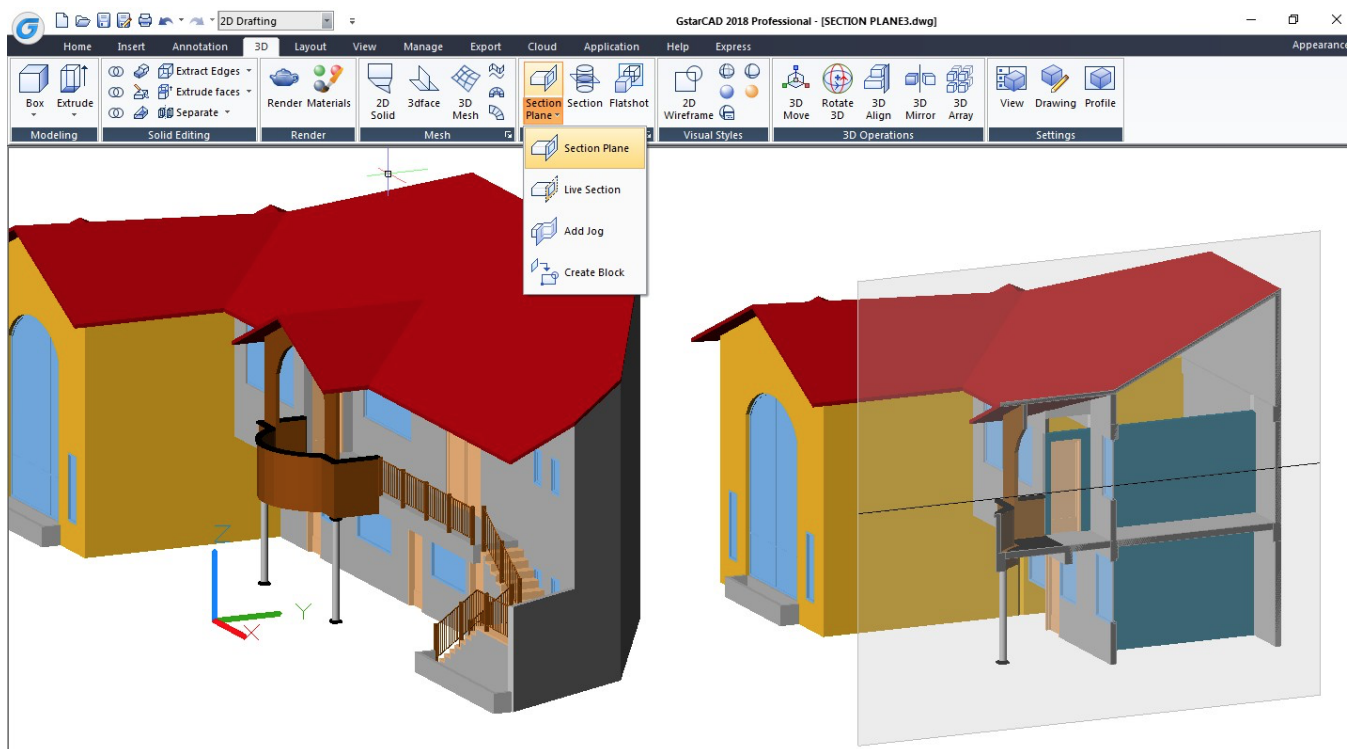 2D Drafting
GstarCAD 2018 Professional - [SECTION PLANE3.dwg]
Home Insert Annotation 3D Layout View Manage Export Cloud Application Help Express Appearance
Box Extrude
Modeling
Extract Edges
Extrude faces
Separate
Solid Editing
Render Materials
Render
2D Solid
3dface
3D Mesh
Mesh
Section Plane
Section
Flatshot
2D Wireframe
Visual Styles
3D Move
Rotate 3D
3D Align
3D Mirror
3D Array
3D Operations
View Drawing Profile
Settings
Section Plane
Live Section
Add Jog
Create Block
Z
Y
X